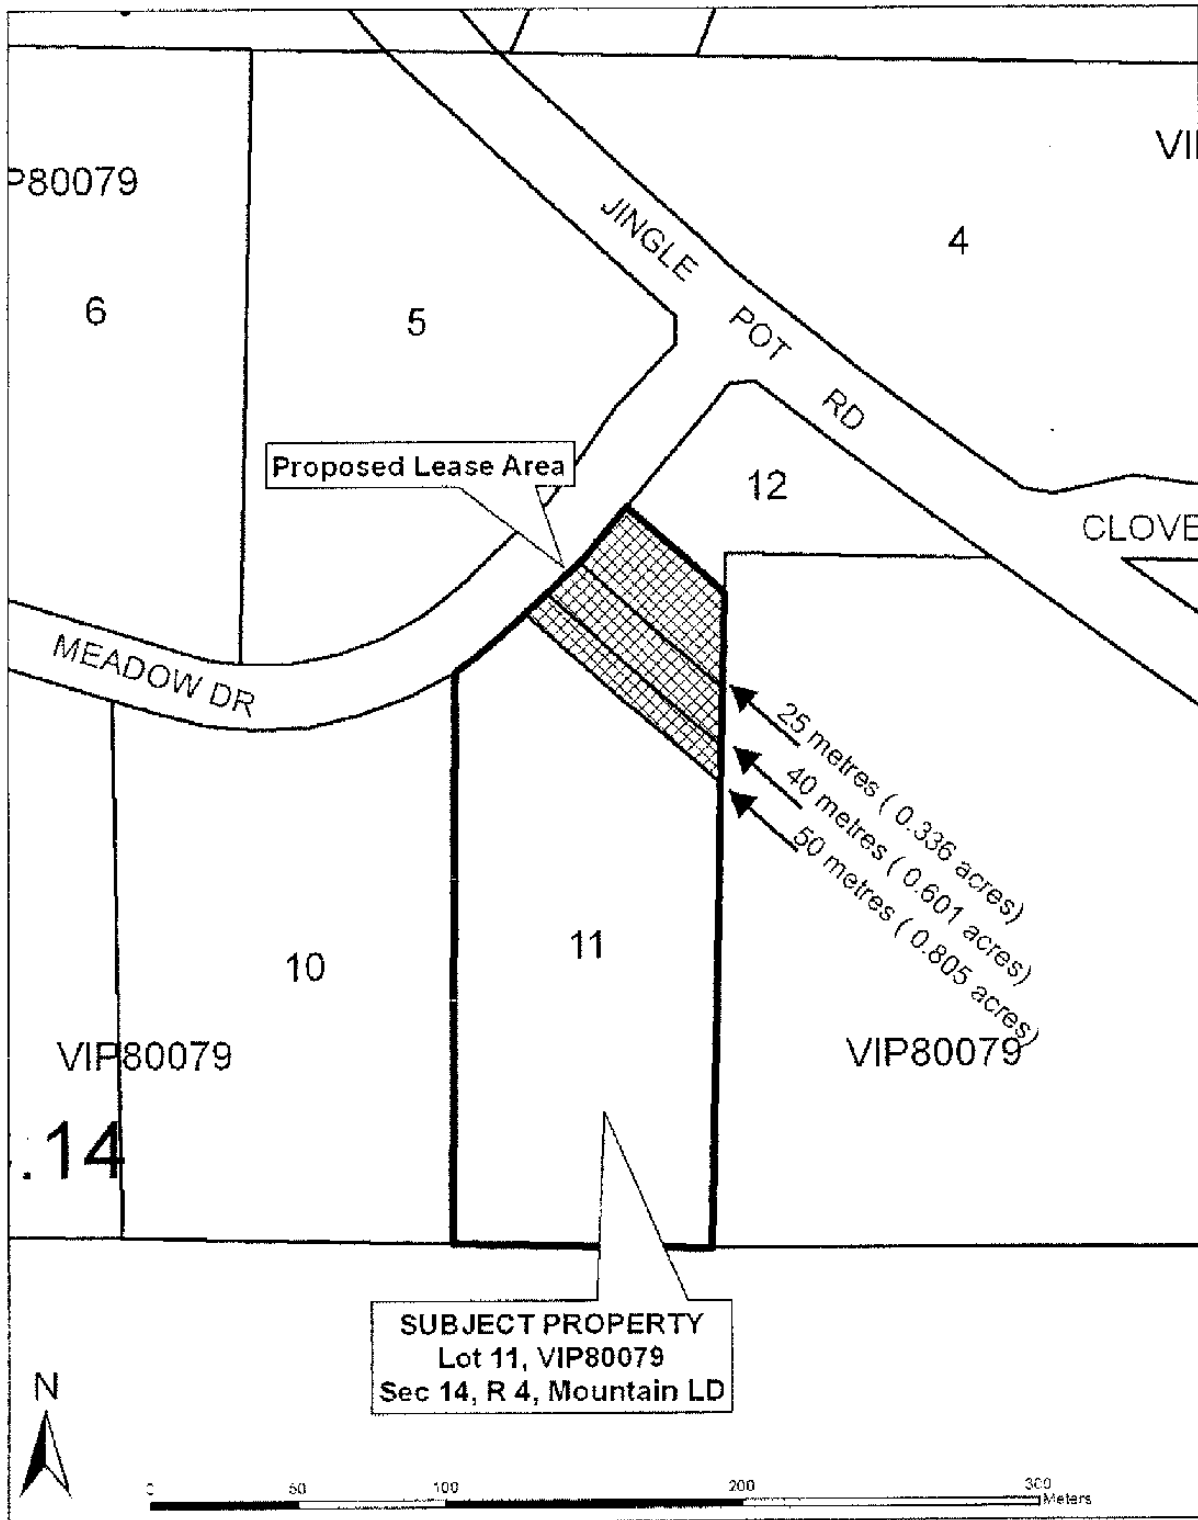 VII
P80079
4
JINGLE POT RD
6
5
Proposed Lease Area
12
CLOVE
MEADOW DR
25 metres ( 0.336 acres)
40 metres ( 0.601 acres)
50 metres ( 0.805 acres)
11
10
VIP80079
VIP80079
.14
SUBJECT PROPERTY
Lot 11, VIP80079
Sec 14, R 4, Mountain LD
N
0 50 100 200 300
Meters